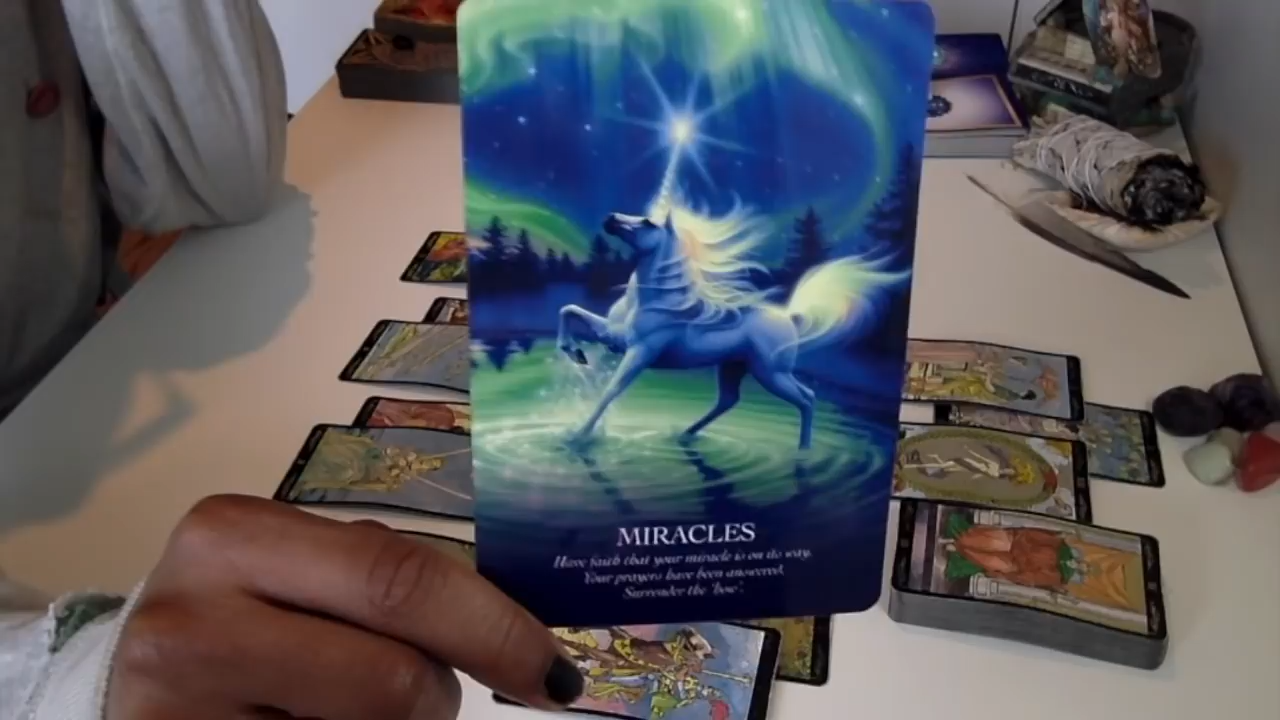 MIRACLES
Have faith that your miracle is on its way.
Your prayers have been answered.
Surrender the 'how'.